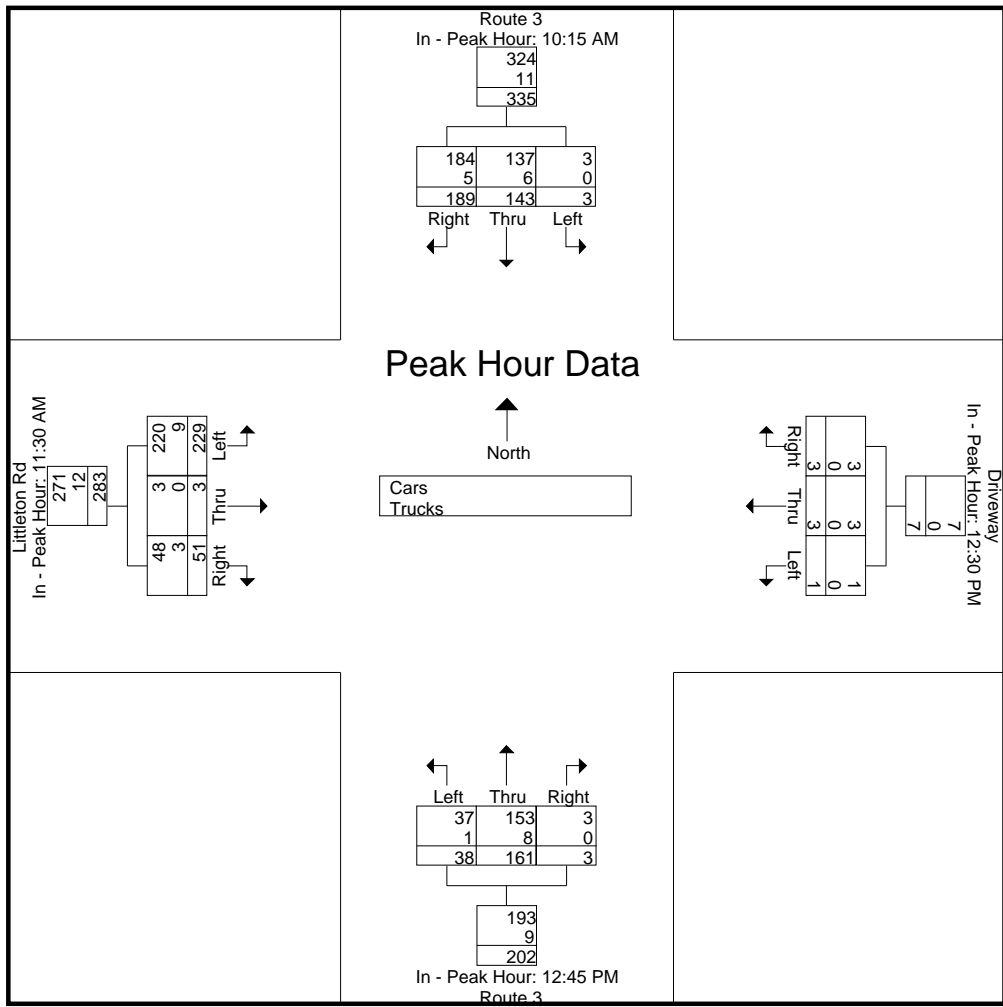 Route 3
In - Peak Hour: 10:15 AM
324
11
335
184 137 3
5 6 0
189 143 3
Right Thru Left
Peak Hour Data
North
Cars
Trucks
Littleton Rd
In - Peak Hour: 11:30 AM
271
12
283
220 3 48
9 0 3
229 3 51
Left Thru Right
Driveway
In - Peak Hour: 12:30 PM
7
0
7
3 3 1
0 0 0
3 3 1
Right Thru Left
Left Thru Right
37 153 3
1 8 0
38 161 3
193
9
202
In - Peak Hour: 12:45 PM
Route 3